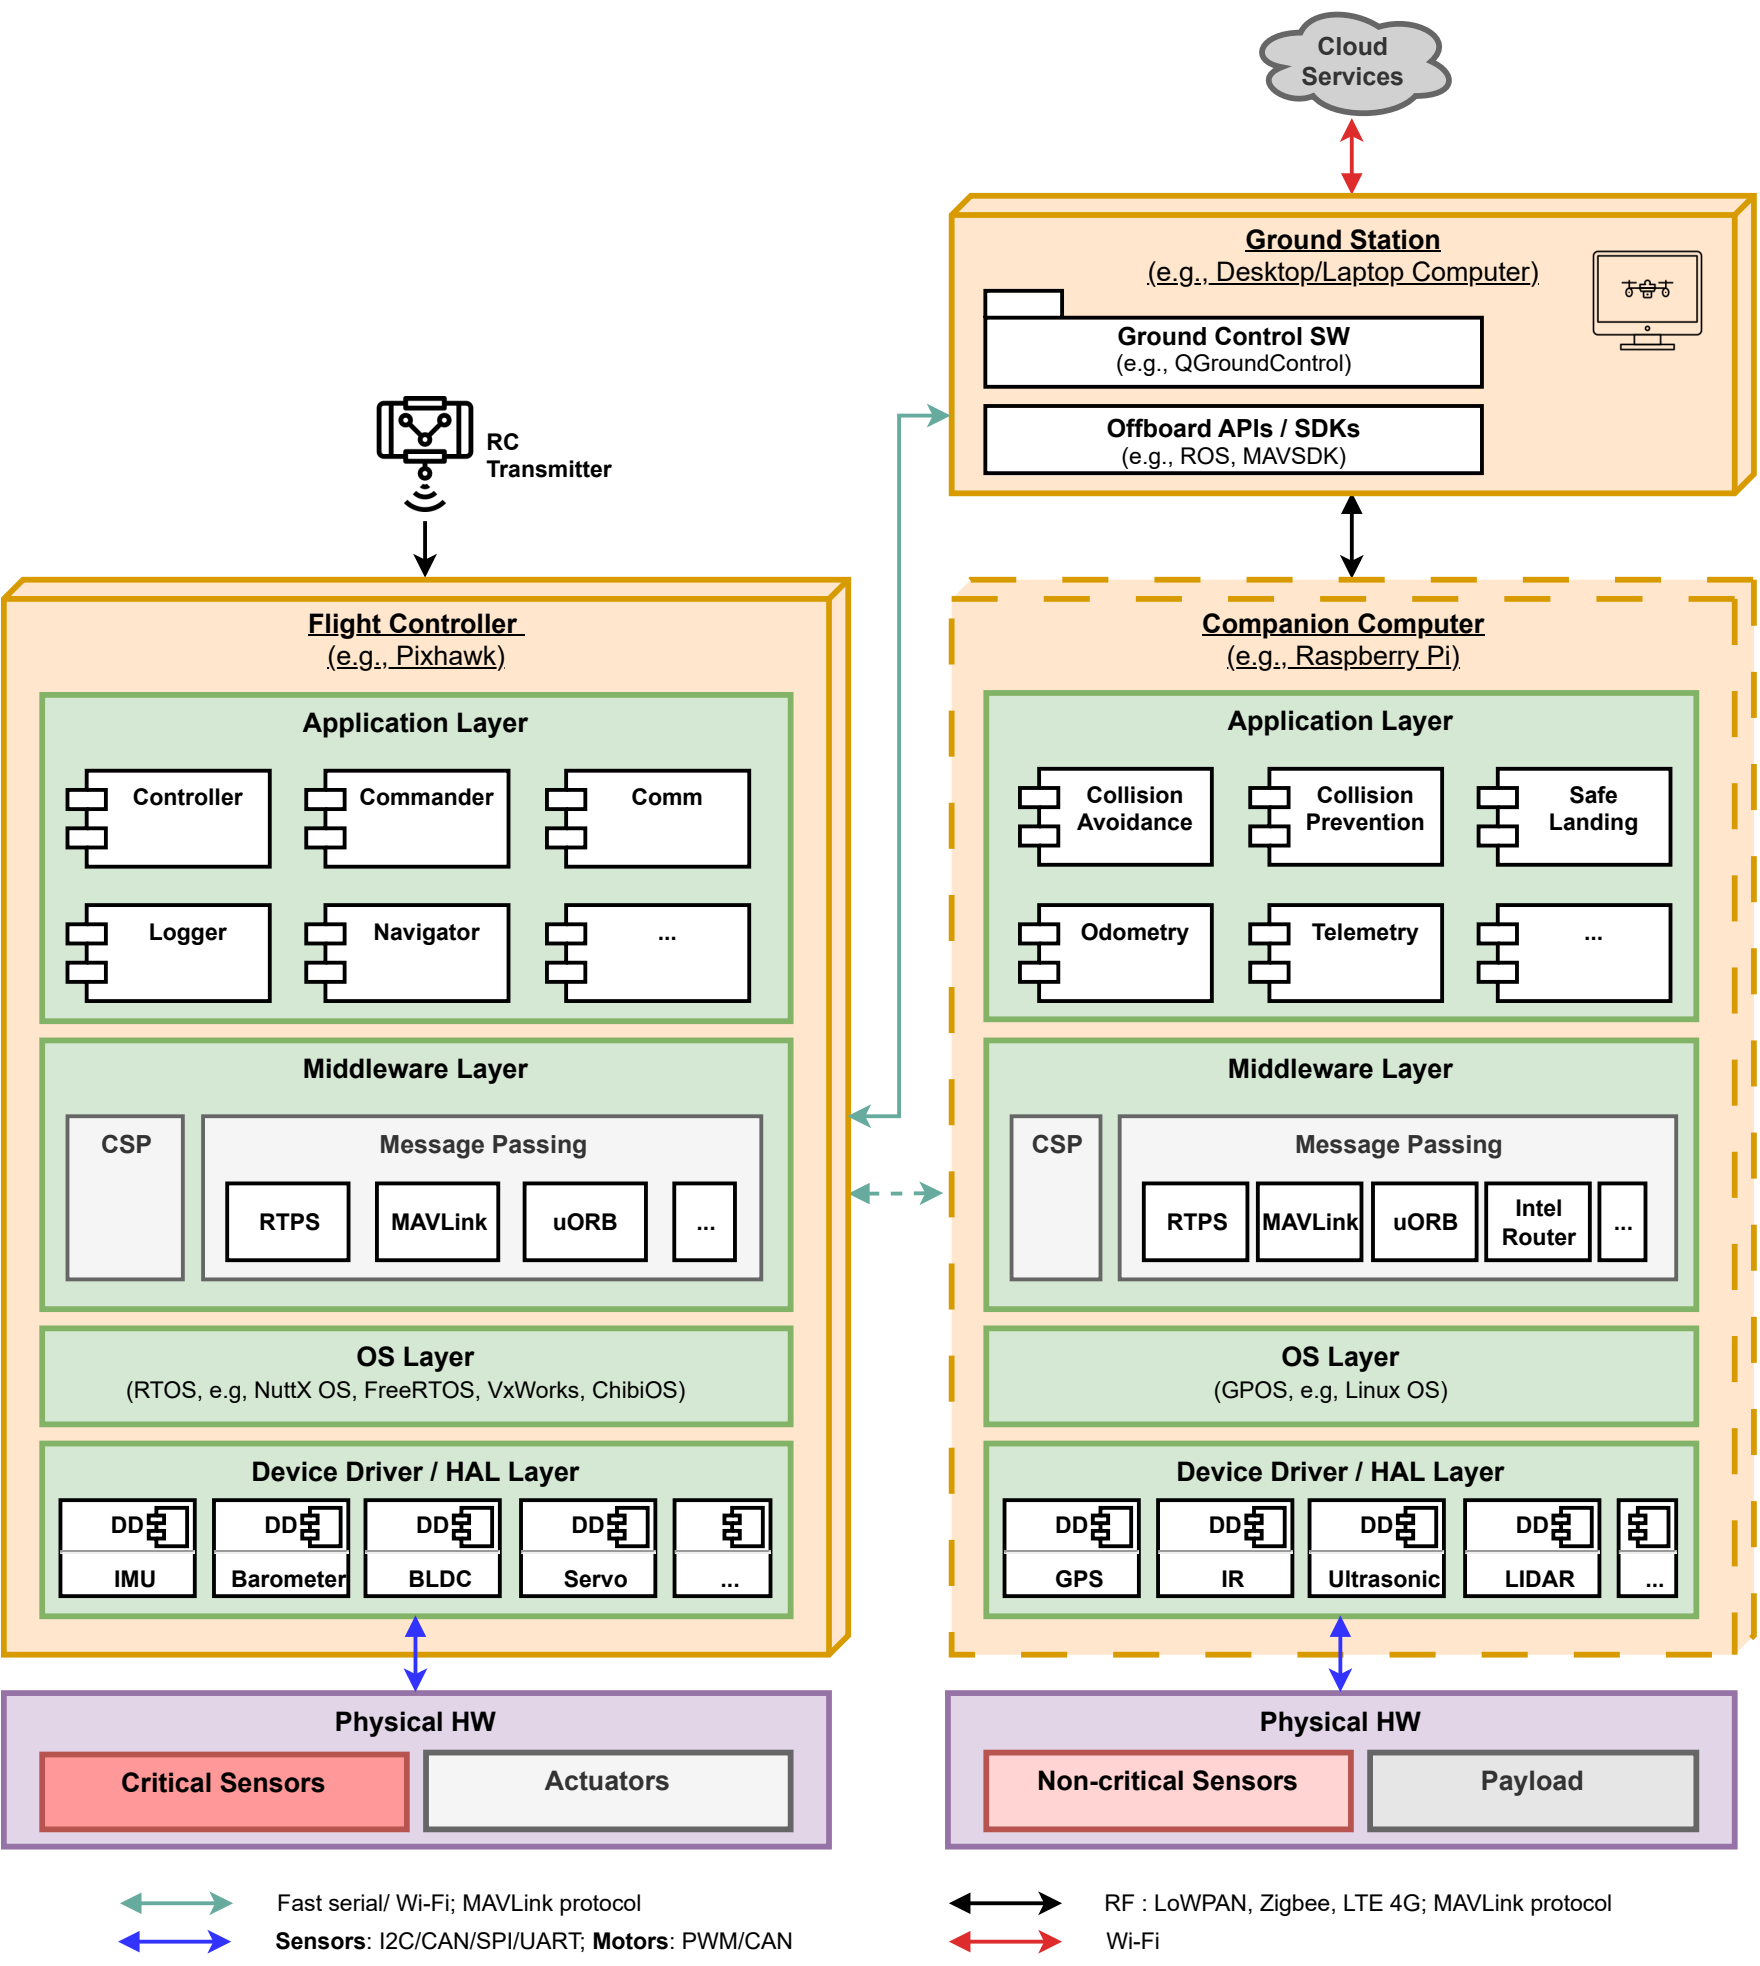 Cloud
Services
Ground Station
(e.g., Desktop/Laptop Computer)
Ground Control SW
(e.g., QGroundControl)
Offboard APIs / SDKs
(e.g., ROS, MAVSDK)
RC
Transmitter
Flight Controller
(e.g., Pixhawk)
Application Layer
Controller
Commander
Comm
Logger
Navigator
...
Middleware Layer
CSP
Message Passing
RTPS
MAVLink
uORB
...
OS Layer
(RTOS, e.g, NuttX OS, FreeRTOS, VxWorks, ChibiOS)
Device Driver / HAL Layer
DD
IMU
DD
Barometer
DD
BLDC
DD
Servo
...
Physical HW
Critical Sensors
Actuators
Companion Computer
(e.g., Raspberry Pi)
Application Layer
Collision
Avoidance
Collision
Prevention
Safe
Landing
Odometry
Telemetry
...
Middleware Layer
CSP
Message Passing
RTPS
MAVLink
uORB
Intel
Router
...
OS Layer
(GPOS, e.g, Linux OS)
Device Driver / HAL Layer
DD
GPS
DD
IR
DD
Ultrasonic
DD
LIDAR
...
Physical HW
Non-critical Sensors
Payload
Fast serial/ Wi-Fi; MAVLink protocol
Sensors: I2C/CAN/SPI/UART; Motors: PWM/CAN
RF : LoWPAN, Zigbee, LTE 4G; MAVLink protocol
Wi-Fi